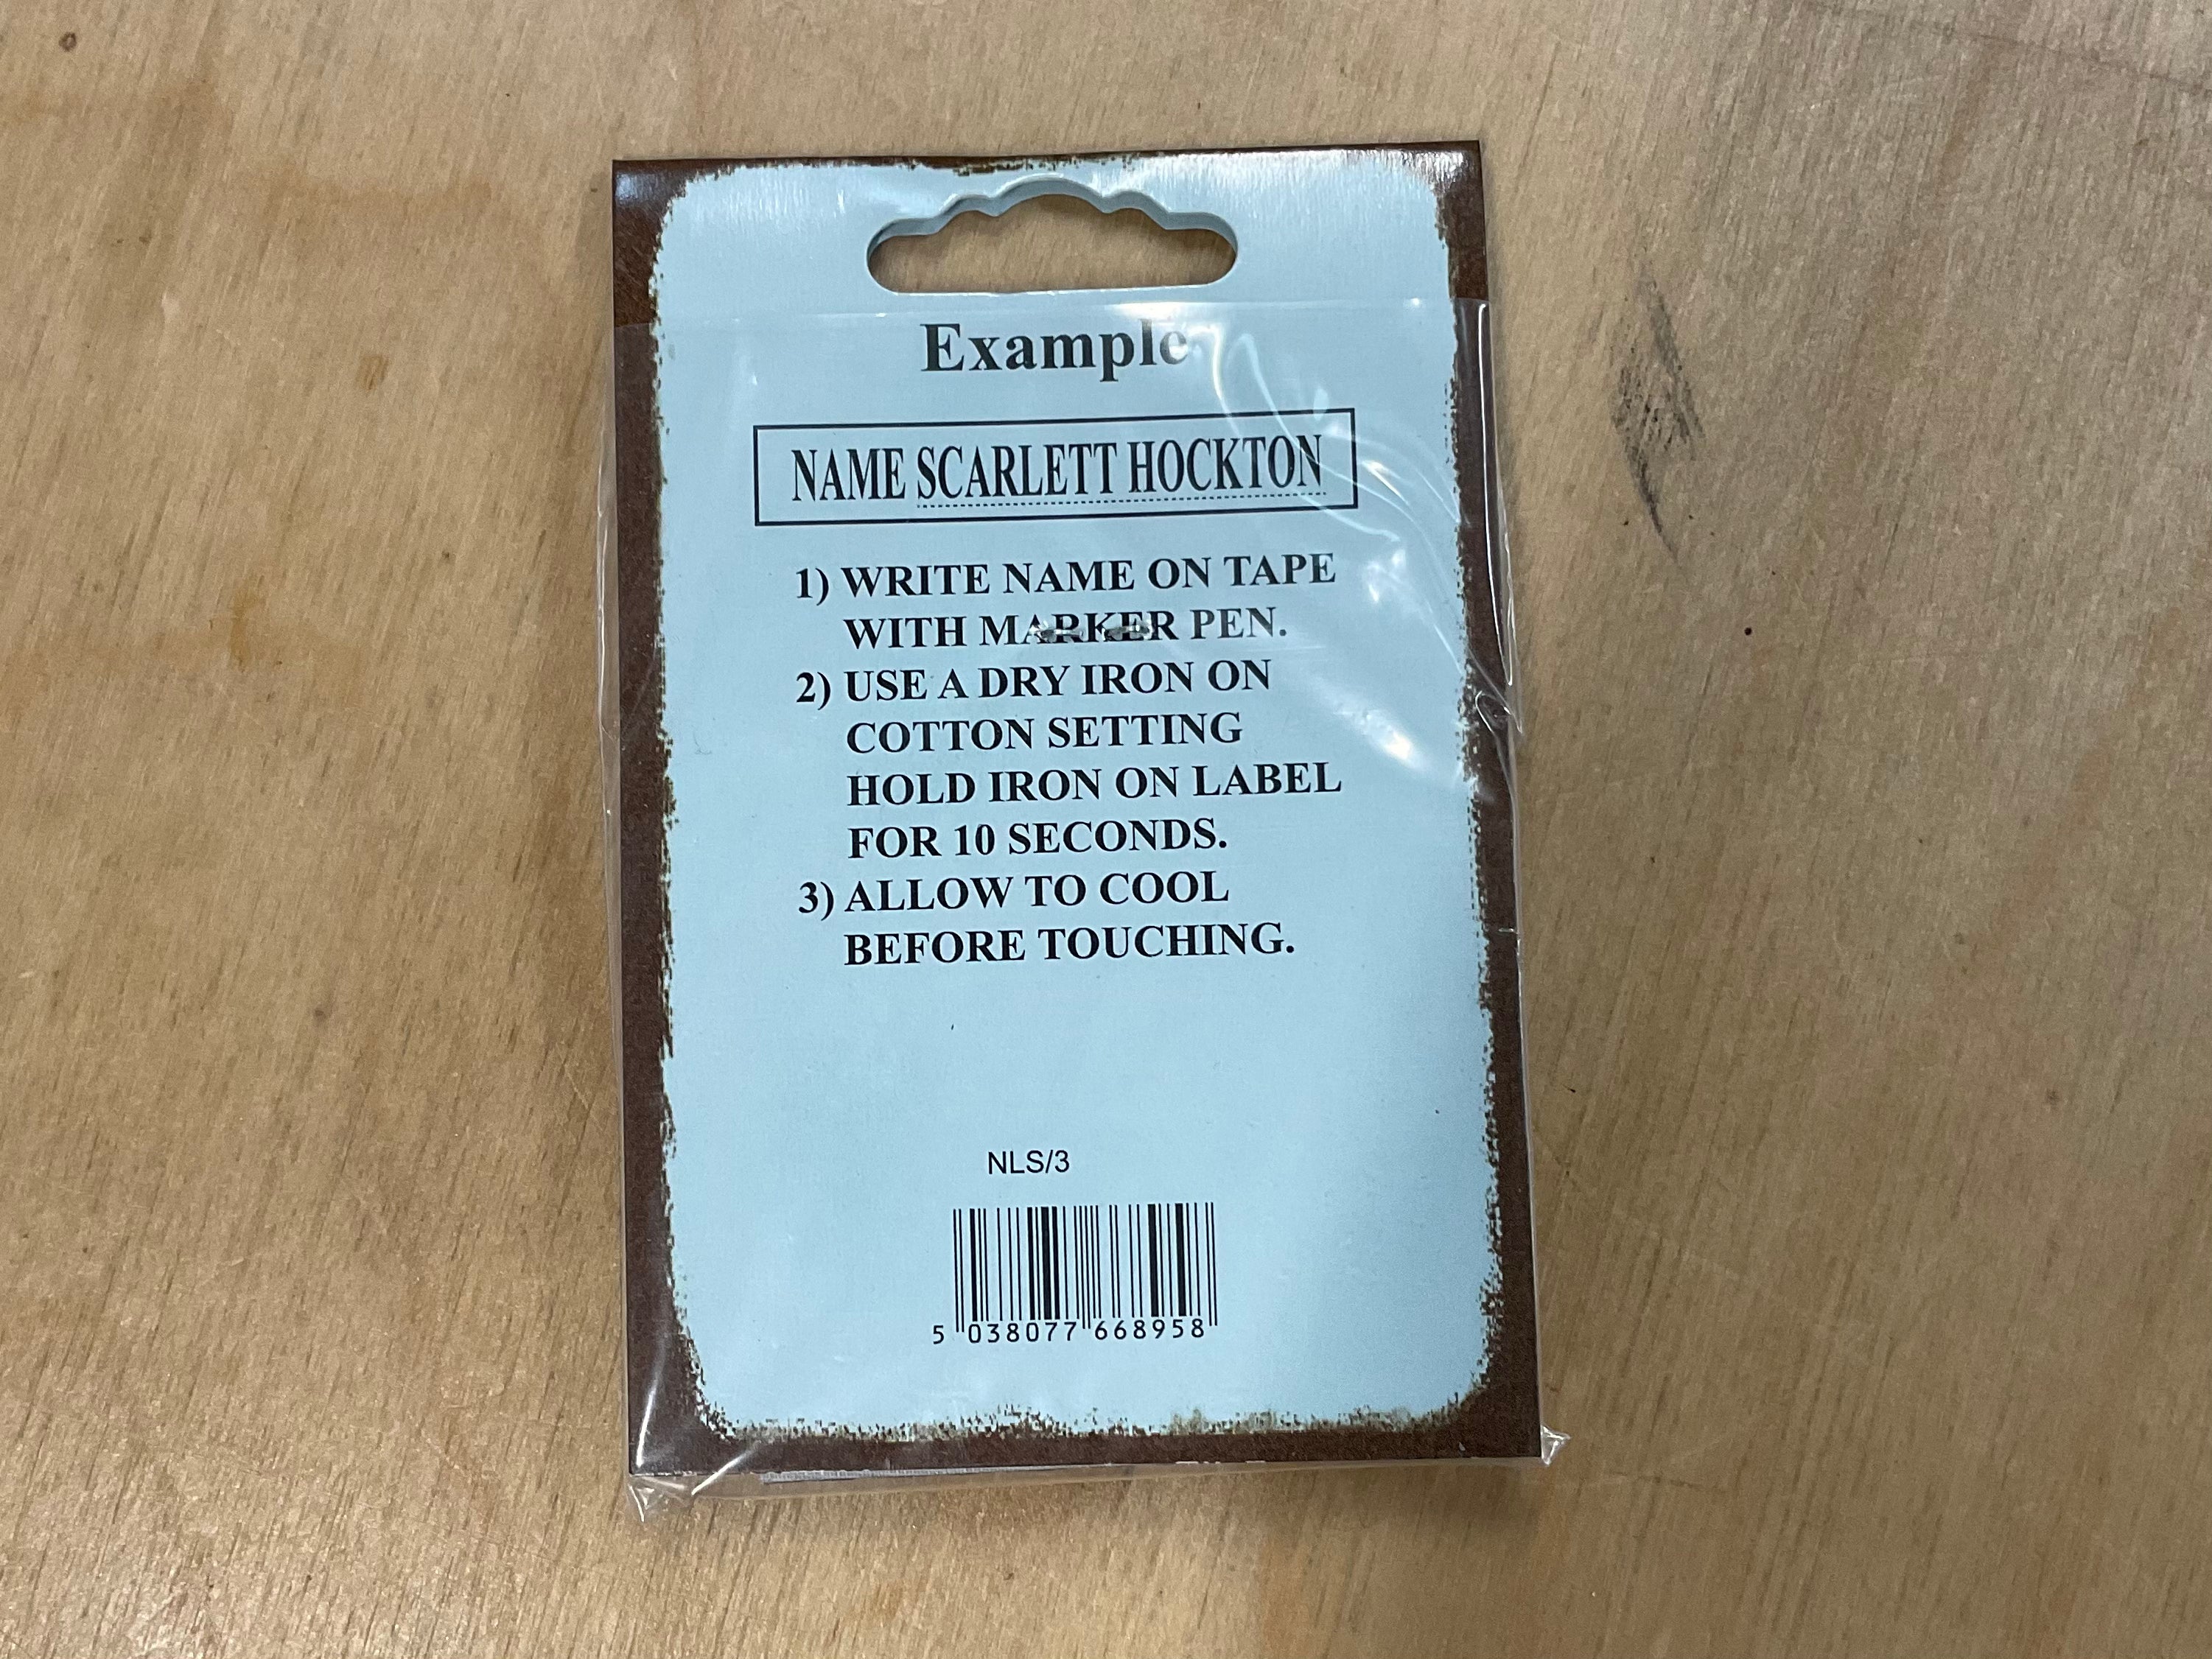 Example
NAME SCARLETT HOCKTON
1) WRITE NAME ON TAPE
WITH MARKER PEN.
2) USE A DRY IRON ON
COTTON SETTING
HOLD IRON ON LABEL
FOR 10 SECONDS.
3) ALLOW TO COOL
BEFORE TOUCHING.
NLS/3
5 038077 668958